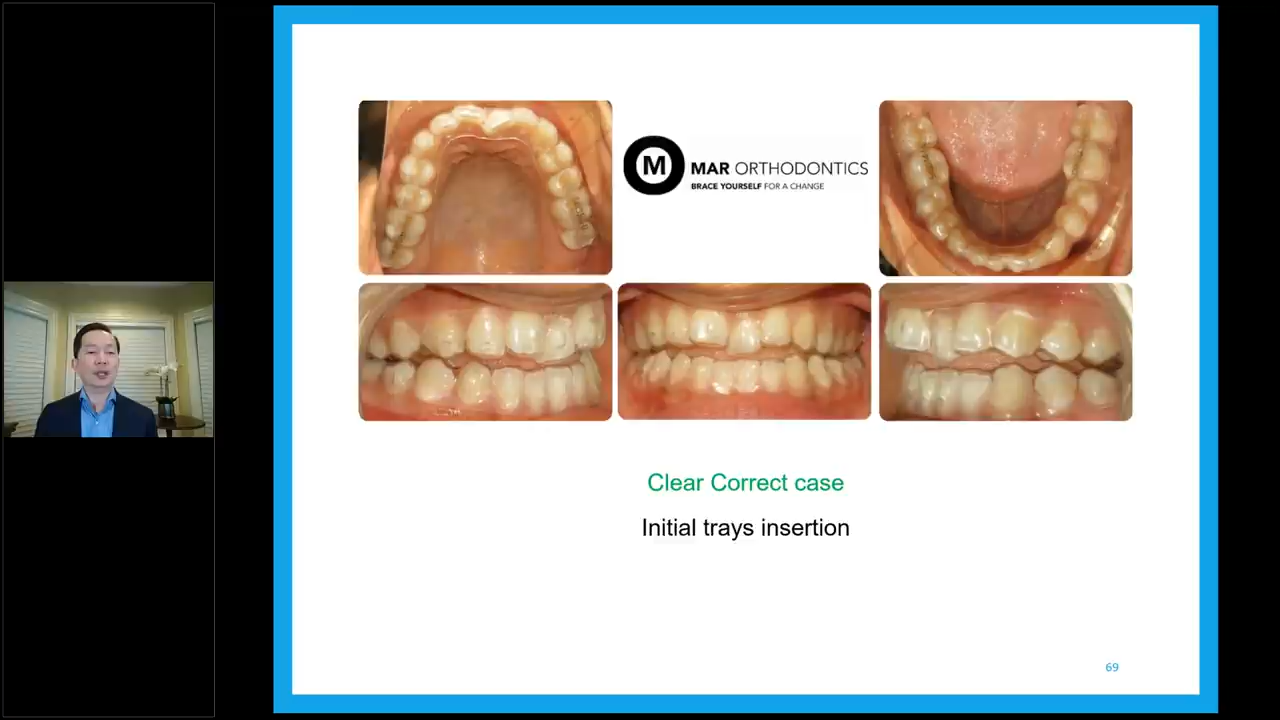 M
MAR ORTHODONTICS
BRACE YOURSELF FOR A CHANGE
Clear Correct case
Initial trays insertion
69